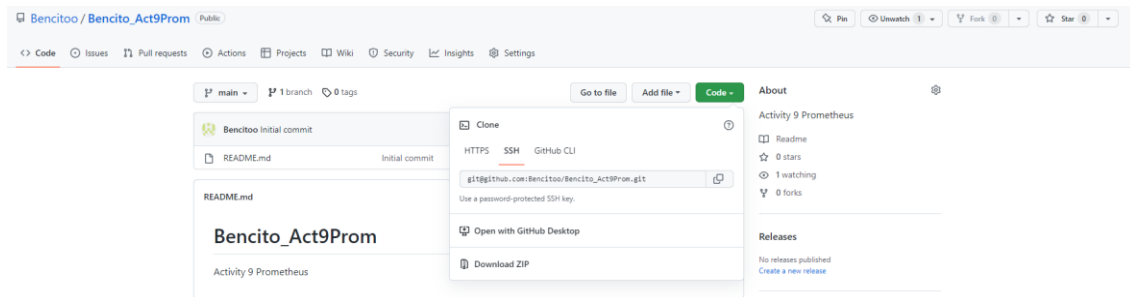 Bencitoo / Bencito_Act9Prom Public
Pin Unwatch 1 Fork 0 Star 0
Code Issues Pull requests Actions Projects Wiki Security Insights Settings
main 1 branch 0 tags Go to file Add file Code
Bencitoo Initial commit
README.md Initial commit
README.md
Bencito_Act9Prom
Activity 9 Prometheus
Clone
HTTPS SSH GitHub CLI
git@github.com:Bencitoo/Bencito_Act9Prom.git
Use a password-protected SSH key.
Open with GitHub Desktop
Download ZIP
About
Activity 9 Prometheus
Readme
0 stars
1 watching
0 forks
Releases
No releases published
Create a new release